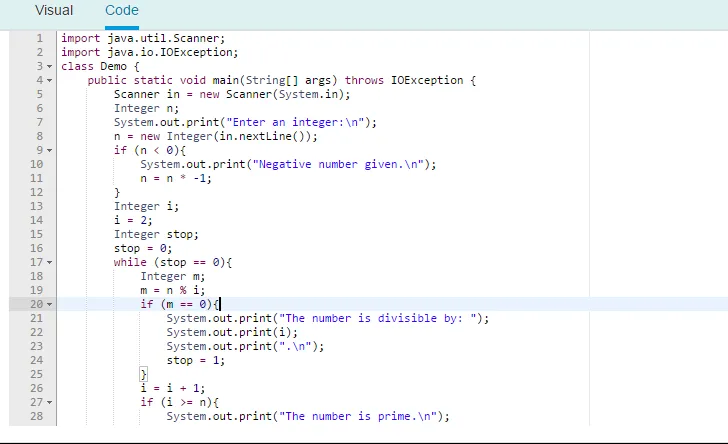 Visual Code
1 import java.util.Scanner;
2 import java.io.IOException;
3 class Demo {
4 public static void main(String[] args) throws IOException {
5 Scanner in = new Scanner(System.in);
6 Integer n;
7 System.out.print("Enter an integer:\n");
8 n = new Integer(in.nextLine());
9 if (n < 0){
10 System.out.print("Negative number given.\n");
11 n = n * -1;
12 }
13 Integer i;
14 i = 2;
15 Integer stop;
16 stop = 0;
17 while (stop == 0){
18 Integer m;
19 m = n % i;
20 if (m == 0){
21 System.out.print("The number is divisible by: ");
22 System.out.print(i);
23 System.out.print(".\n");
24 stop = 1;
25 }
26 i = i + 1;
27 if (i >= n){
28 System.out.print("The number is prime.\n");